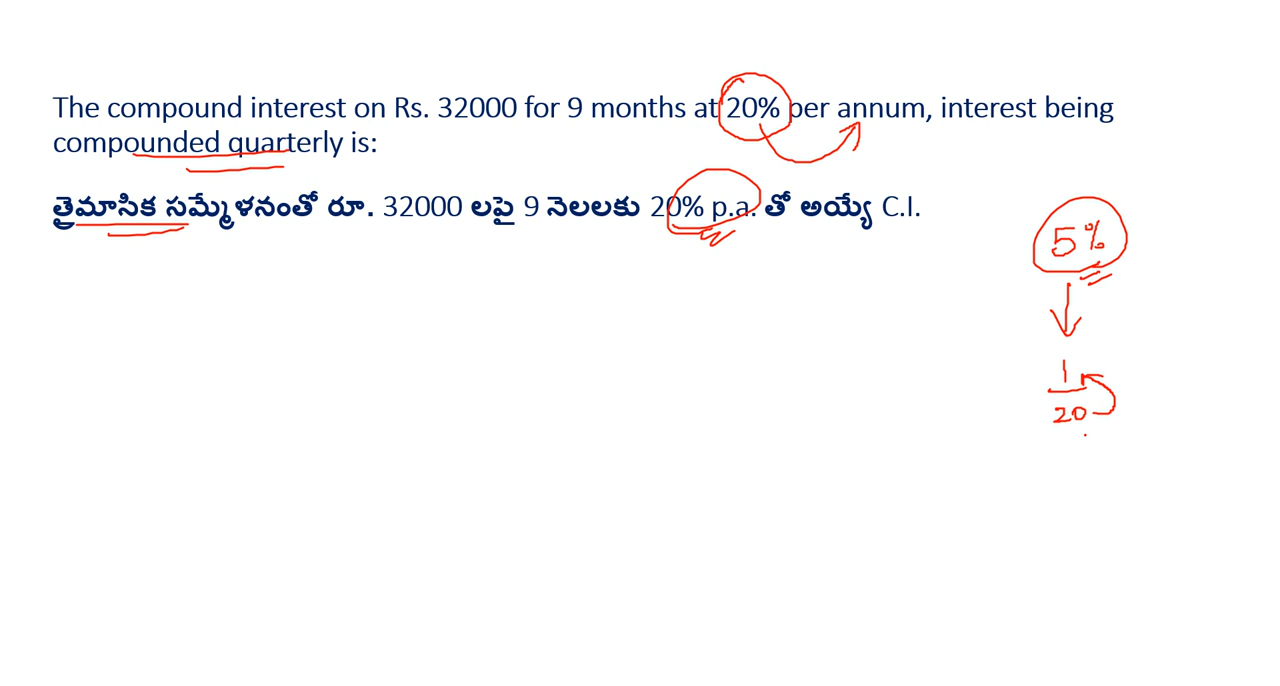 The compound interest on Rs. 32000 for 9 months at 20% per annum, interest being
compounded quarterly is:
త్రైమాసిక సమ్మేళనంతో రూ. 32000 లపై 9 నెలలకు 20% p.a. తో అయ్యే C.I.
5%
1
20